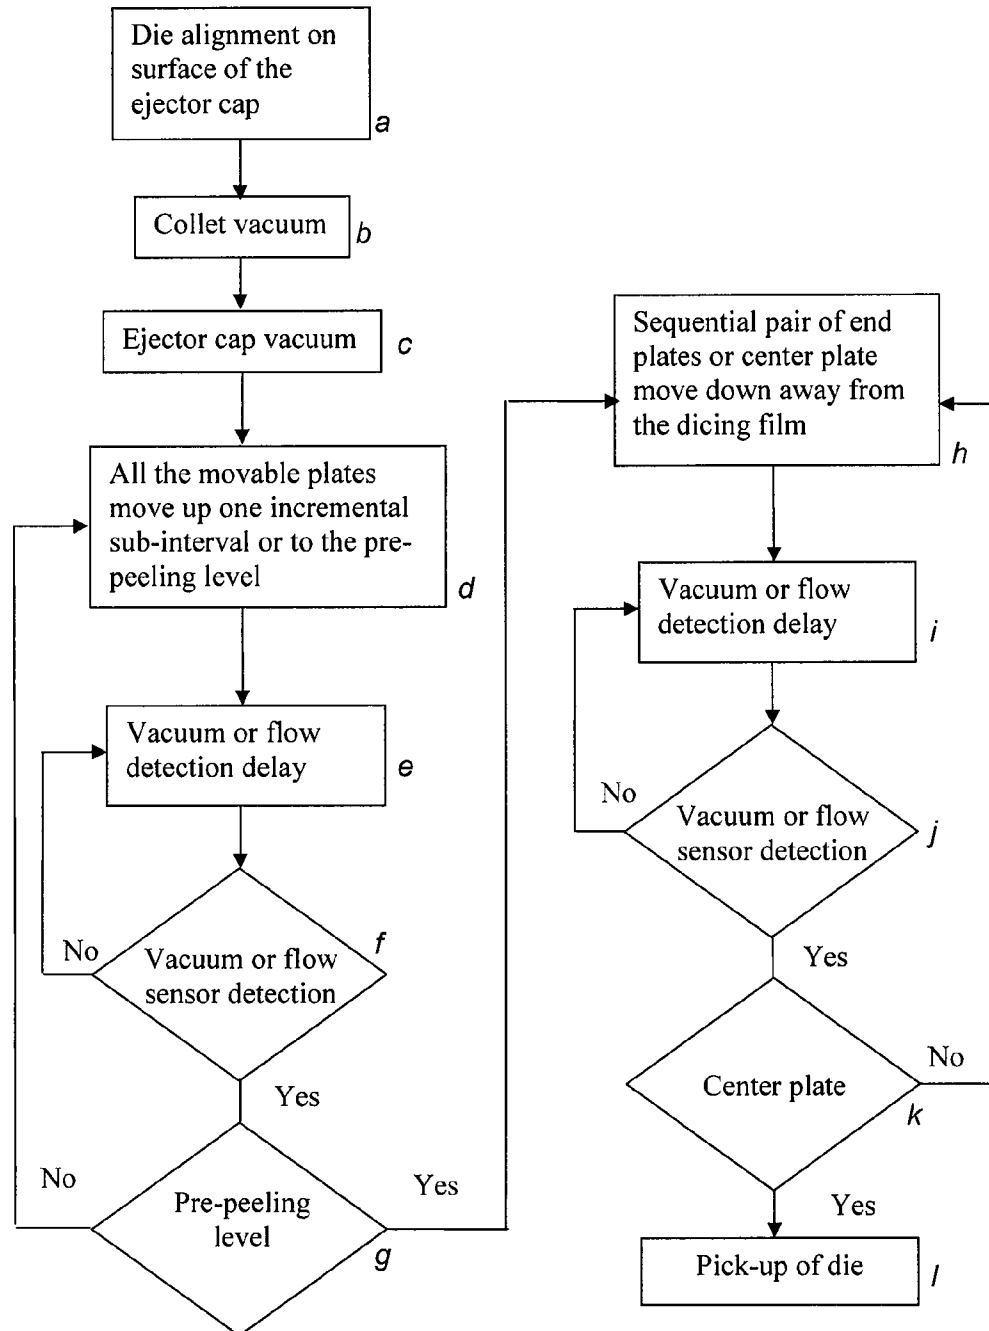 Die alignment on
surface of the
ejector cap
a
Collet vacuum
b
Ejector cap vacuum
c
All the movable plates
move up one incremental
sub-interval or to the pre-
peeling level
d
Vacuum or flow
detection delay
e
No
f
Vacuum or flow
sensor detection
Yes
No
Yes
Pre-peeling
level
g
Sequential pair of end
plates or center plate
move down away from
the dicing film
h
Vacuum or flow
detection delay
i
No
Vacuum or flow
sensor detection
j
Yes
No
Center plate
k
Yes
Pick-up of die
l